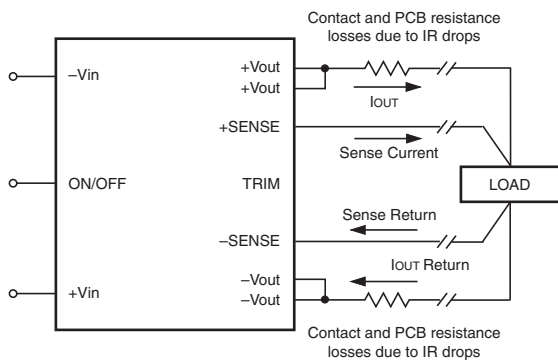 Contact and PCB resistance
losses due to IR drops
–Vin
+Vout
+Vout
IOUT
+SENSE
Sense Current
ON/OFF
TRIM
LOAD
Sense Return
–SENSE
–Vout
IOUT Return
+Vin
–Vout
Contact and PCB resistance
losses due to IR drops